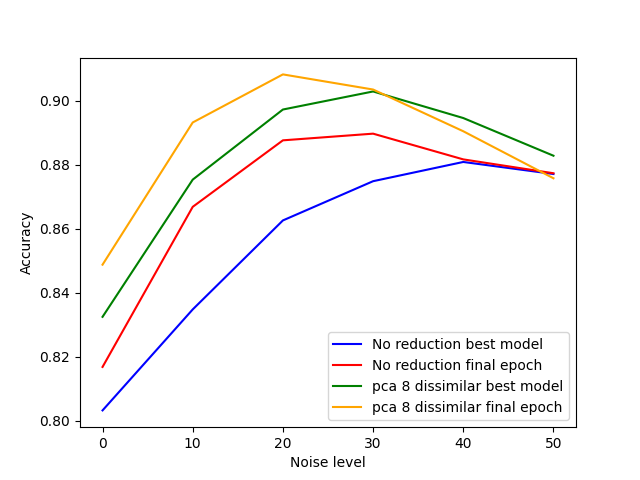 0.90
0.88
0.86
0.84
0.82
0.80
Accuracy
0 10 20 30 40 50
Noise level
No reduction best model
No reduction final epoch
pca 8 dissimilar best model
pca 8 dissimilar final epoch